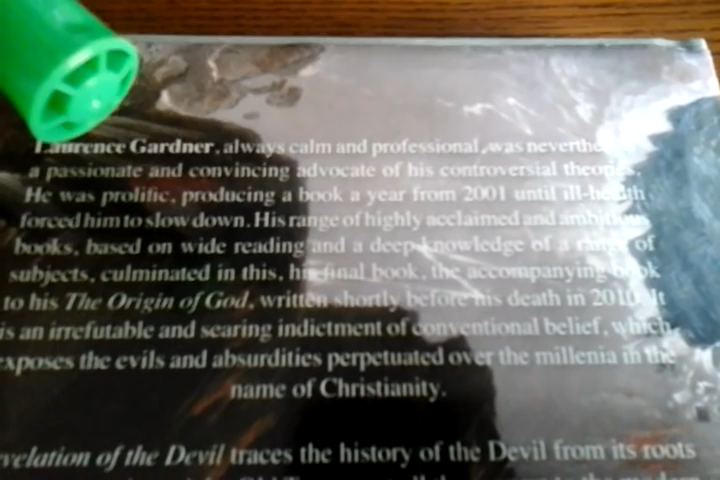 Laurence Gardner, always calm and professional, was neverthe
a passionate and convincing advocate of his controversial theories.
He was prolific, producing a book a year from 2001 until ill-health
forced him to slow down. His range of highly acclaimed and ambitious
books, based on wide reading and a deep knowledge of a range of
subjects, culminated in this, his final book, the accompanying book
to his The Origin of God, written shortly before his death in 2010. It
is an irrefutable and searing indictment of conventional belief, which
exposes the evils and absurdities perpetuated over the millenia in the
name of Christianity.
velation of the Devil traces the history of the Devil from its roots